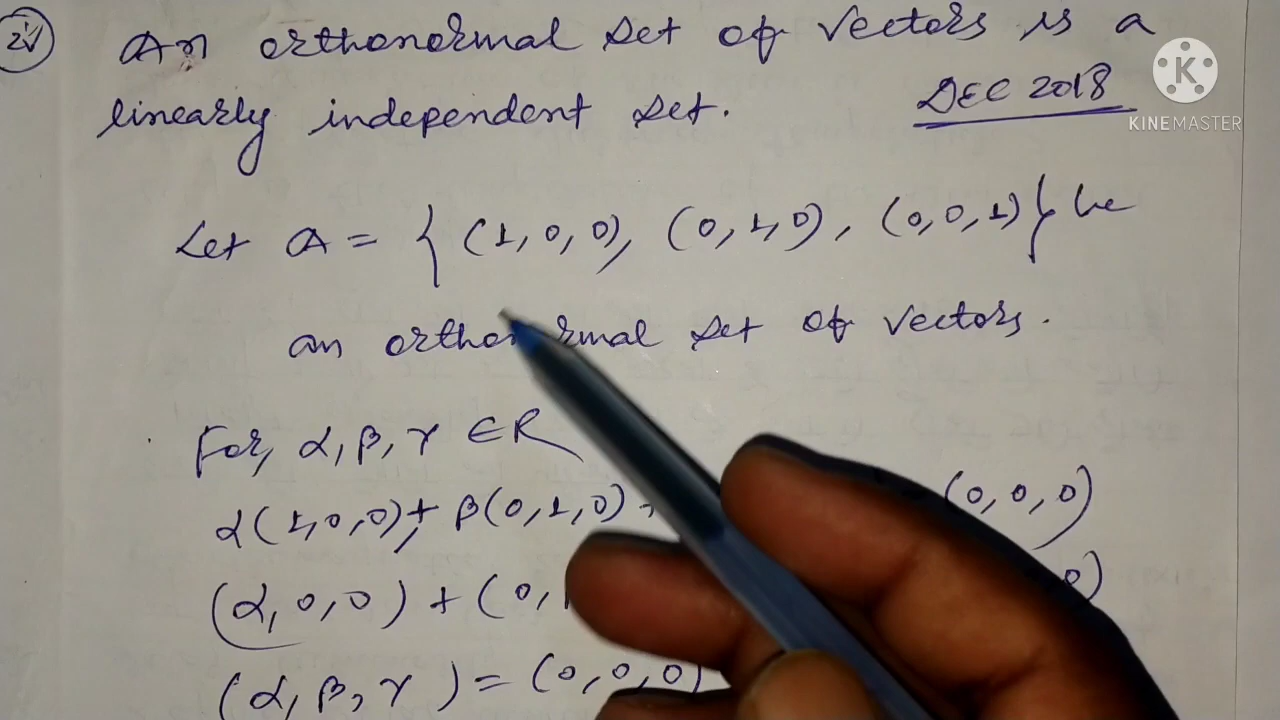 iv An orthonormal set of vectors is a
linearly independent set. DEC 2018
K
KINEMASTER
Let A = { (1,0,0), (0,1,0), (0,0,1) } be
an orthonormal set of vectors.
For, α, β, γ ∈ R
α(1,0,0) + β(0,1,0) (0,0,0)
(α,0,0) + (0,
(α, β, γ) = (0,0,0)